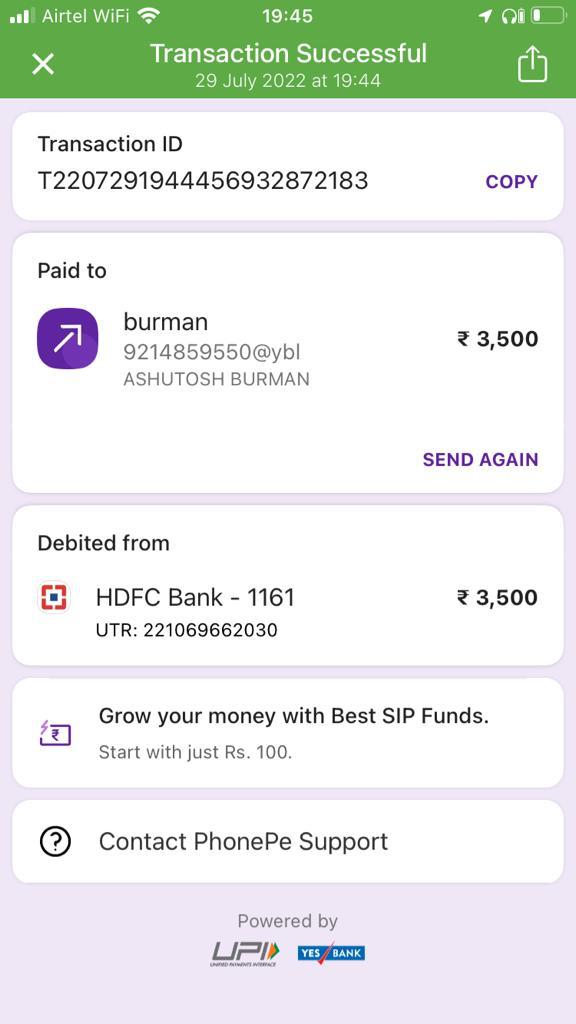 Airtel WiFi 19:45
Transaction Successful
29 July 2022 at 19:44
Transaction ID
T2207291944456932872183 COPY
Paid to
burman
9214859550@ybl ₹ 3,500
ASHUTOSH BURMAN
SEND AGAIN
Debited from
HDFC Bank - 1161 ₹ 3,500
UTR: 221069662030
Grow your money with Best SIP Funds.
Start with just Rs. 100.
Contact PhonePe Support
Powered by
UPI YES BANK
UNIFIED PAYMENTS INTERFACE